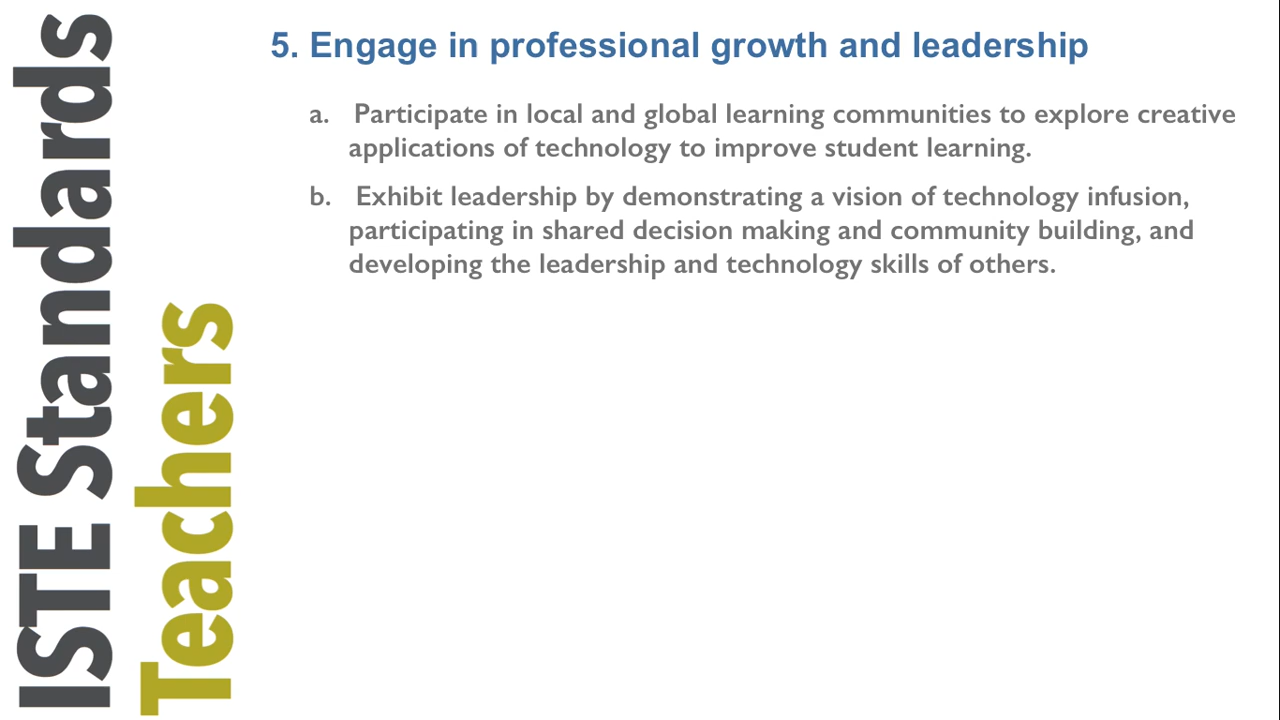 ISTE Standards
Teachers
5. Engage in professional growth and leadership
a. Participate in local and global learning communities to explore creative
applications of technology to improve student learning.
b. Exhibit leadership by demonstrating a vision of technology infusion,
participating in shared decision making and community building, and
developing the leadership and technology skills of others.